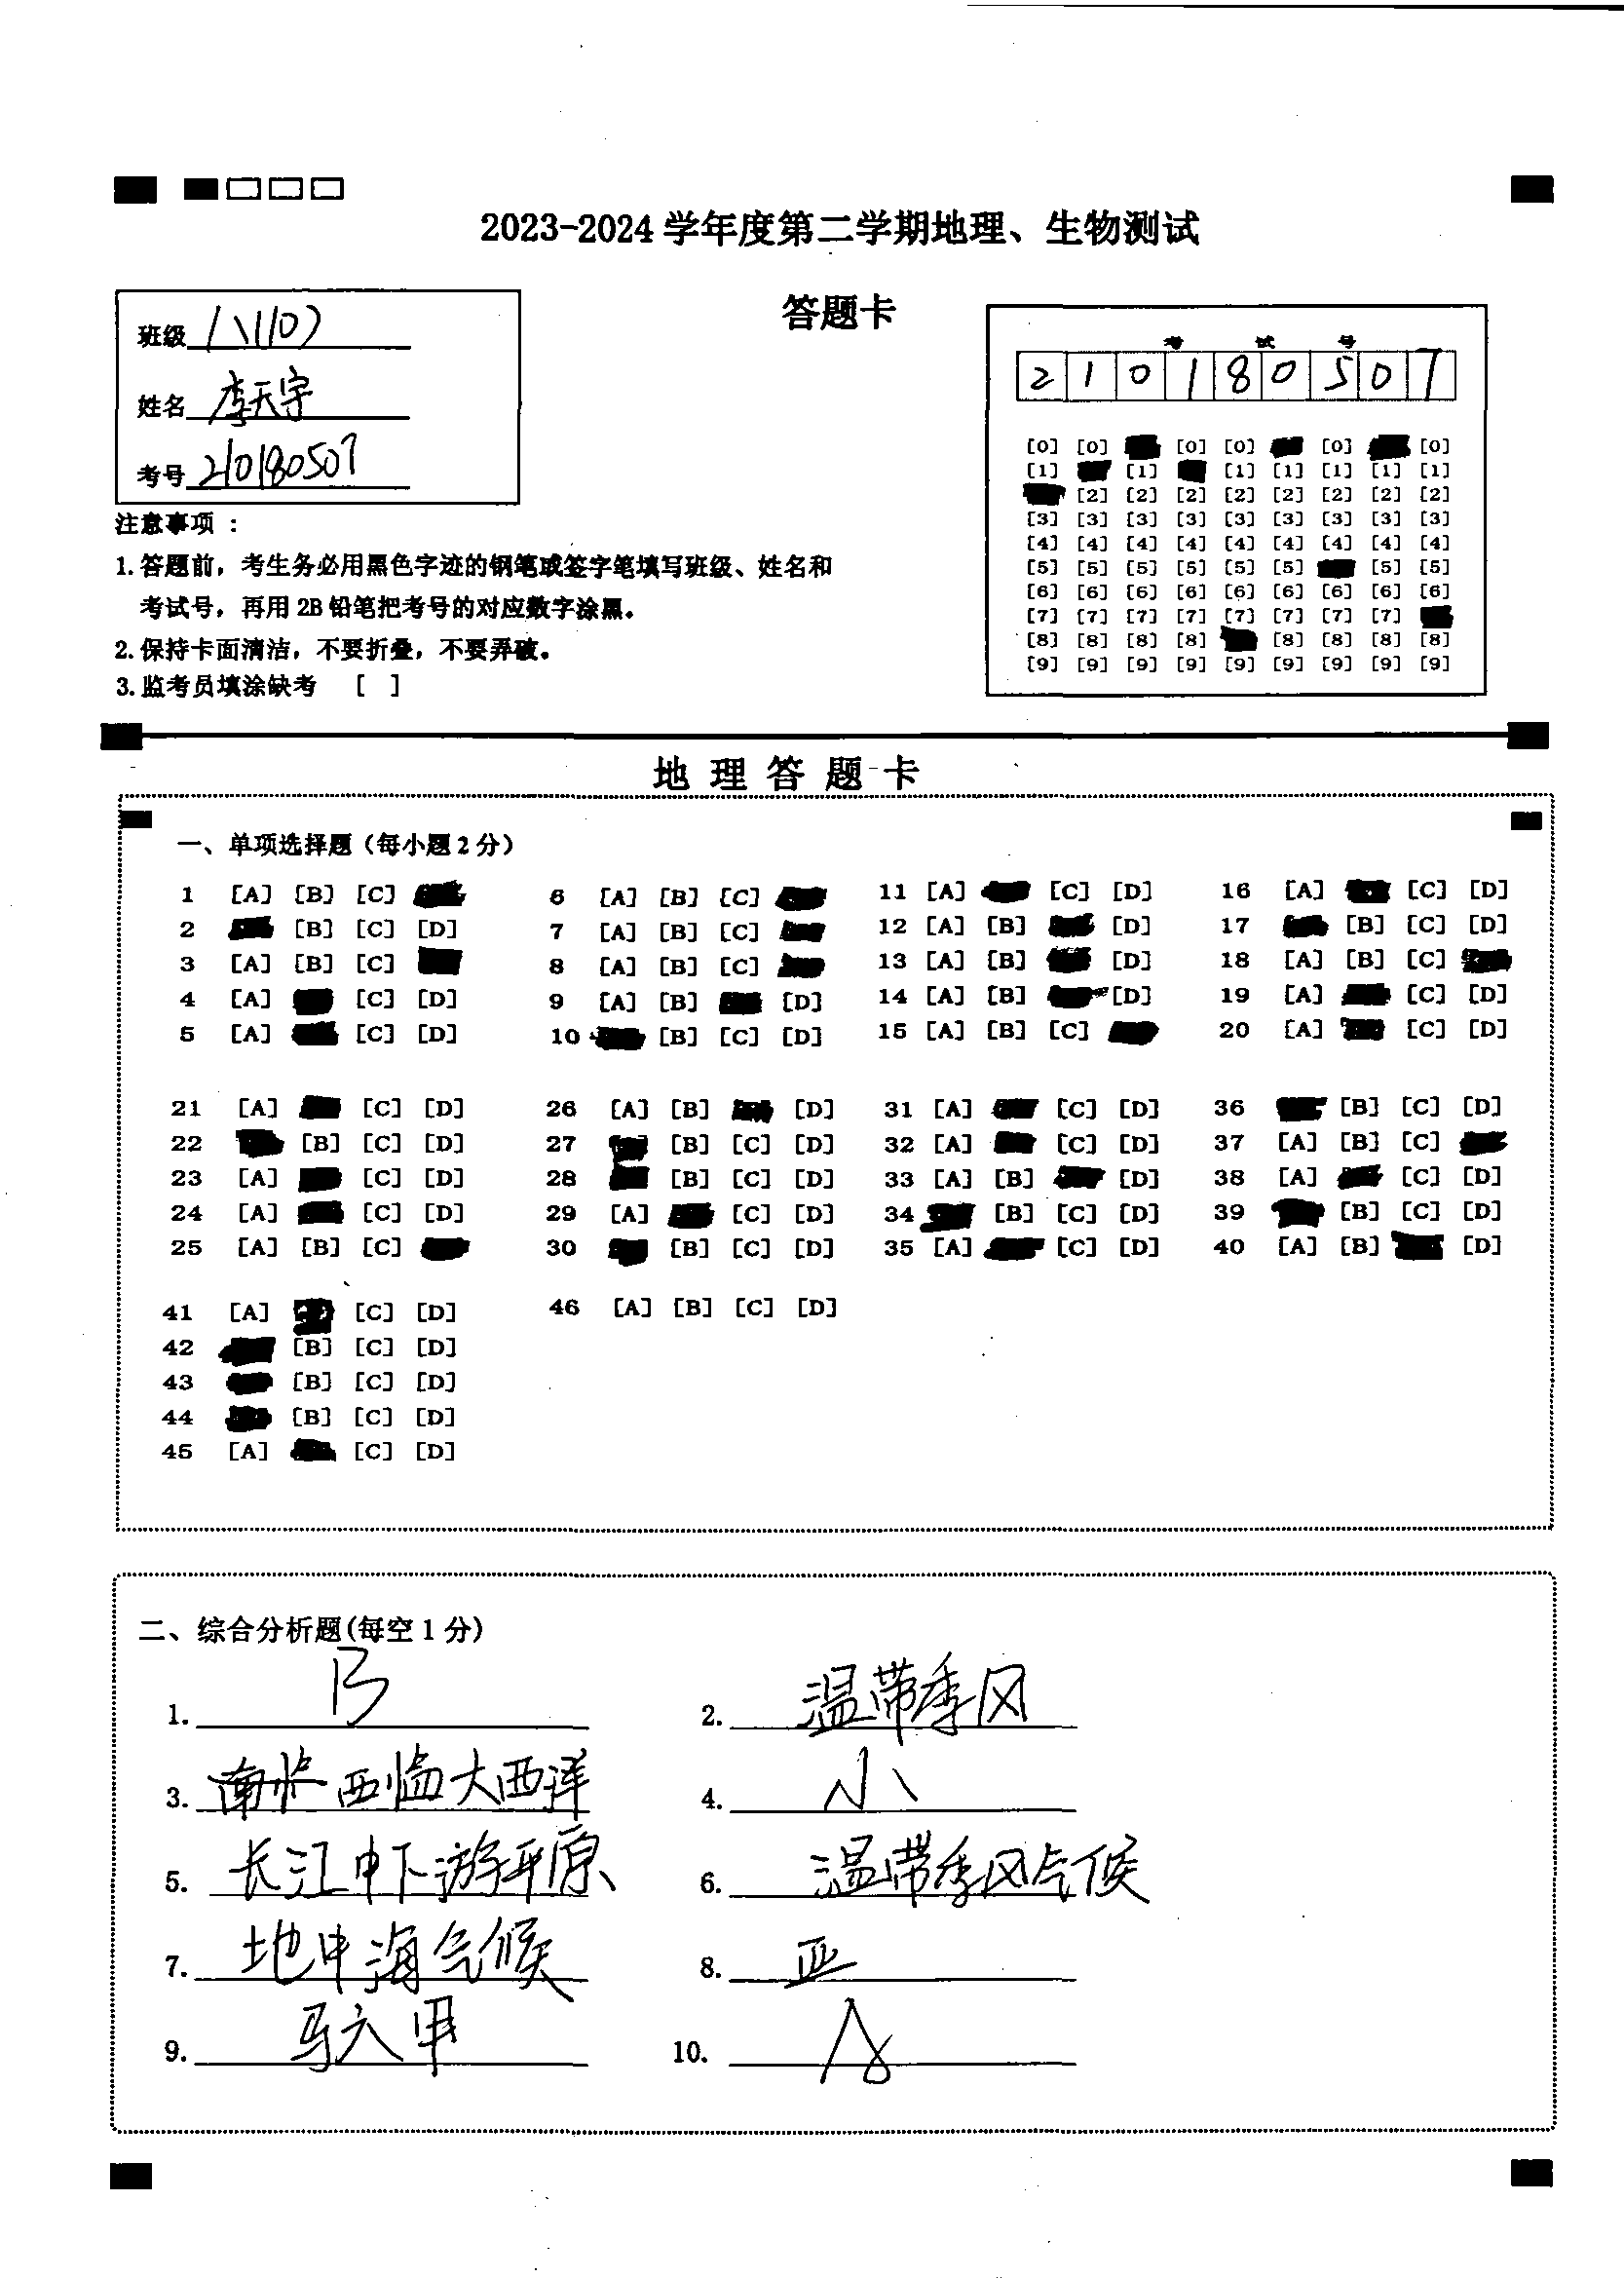 2023-2024 学年度第二学期地理、生物测试
答题卡
班级 八(10)
姓名 李天宇
考号 210180507
考 试 号
2 1 0 1 8 0 5 0 7
[0] [0] [0] [0] [0] [0]
[1] [1] [1] [1] [1] [1] [1]
[2] [2] [2] [2] [2] [2] [2] [2]
[3] [3] [3] [3] [3] [3] [3] [3] [3]
[4] [4] [4] [4] [4] [4] [4] [4] [4]
[5] [5] [5] [5] [5] [5] [5] [5]
[6] [6] [6] [6] [6] [6] [6] [6] [6]
[7] [7] [7] [7] [7] [7] [7] [7]
[8] [8] [8] [8] [8] [8] [8] [8]
[9] [9] [9] [9] [9] [9] [9] [9] [9]
注意事项：
1. 答题前，考生务必用黑色字迹的钢笔或签字笔填写班级、姓名和
考试号，再用 2B 铅笔把考号的对应数字涂黑。
2. 保持卡面清洁，不要折叠，不要弄破。
3. 监考员填涂缺考 [ ]
地 理 答 题 卡
一、单项选择题（每小题 2 分）
1 [A] [B] [C] 6 [A] [B] [C] 11 [A] [C] [D] 16 [A] [C] [D]
2 [B] [C] [D] 7 [A] [B] [C] 12 [A] [B] [D] 17 [B] [C] [D]
3 [A] [B] [C] 8 [A] [B] [C] 13 [A] [B] [D] 18 [A] [B] [C]
4 [A] [C] [D] 9 [A] [B] [D] 14 [A] [B] [D] 19 [A] [C] [D]
5 [A] [C] [D] 10 [B] [C] [D] 15 [A] [B] [C] 20 [A] [C] [D]
21 [A] [C] [D] 26 [A] [B] [D] 31 [A] [C] [D] 36 [B] [C] [D]
22 [B] [C] [D] 27 [B] [C] [D] 32 [A] [C] [D] 37 [A] [B] [C]
23 [A] [C] [D] 28 [B] [C] [D] 33 [A] [B] [D] 38 [A] [C] [D]
24 [A] [C] [D] 29 [A] [C] [D] 34 [B] [C] [D] 39 [B] [C] [D]
25 [A] [B] [C] 30 [B] [C] [D] 35 [A] [C] [D] 40 [A] [B] [D]
41 [A] [C] [D] 46 [A] [B] [C] [D]
42 [B] [C] [D]
43 [B] [C] [D]
44 [B] [C] [D]
45 [A] [C] [D]
二、综合分析题(每空 1 分)
1. B 2. 温带季风
3. 西临大西洋 4. 小
5. 长江中下游平原 6. 温带季风气候
7. 地中海气候 8. 亚
9. 马六甲 10.